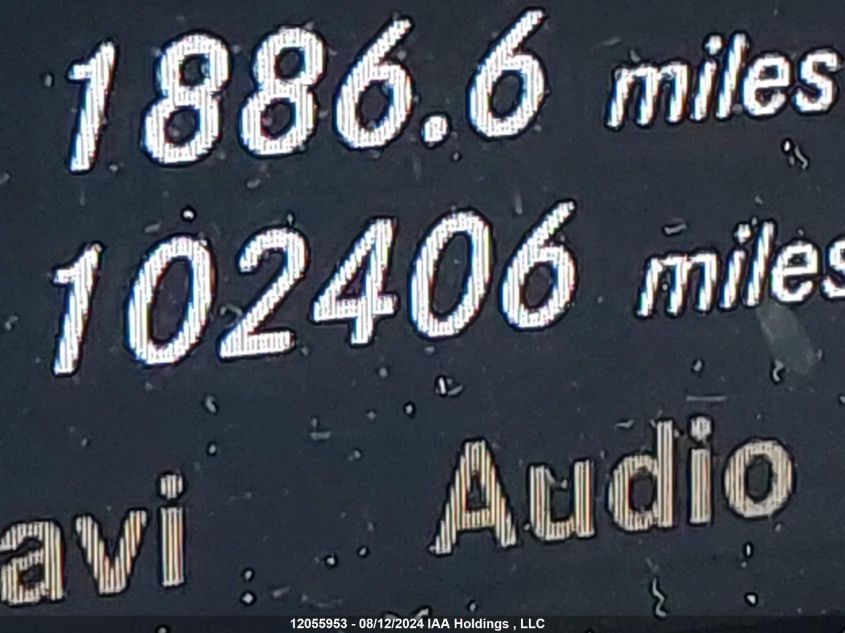 1886.6 miles
102406 miles
avi Audio
12055953 - 08/12/2024 IAA Holdings , LLC